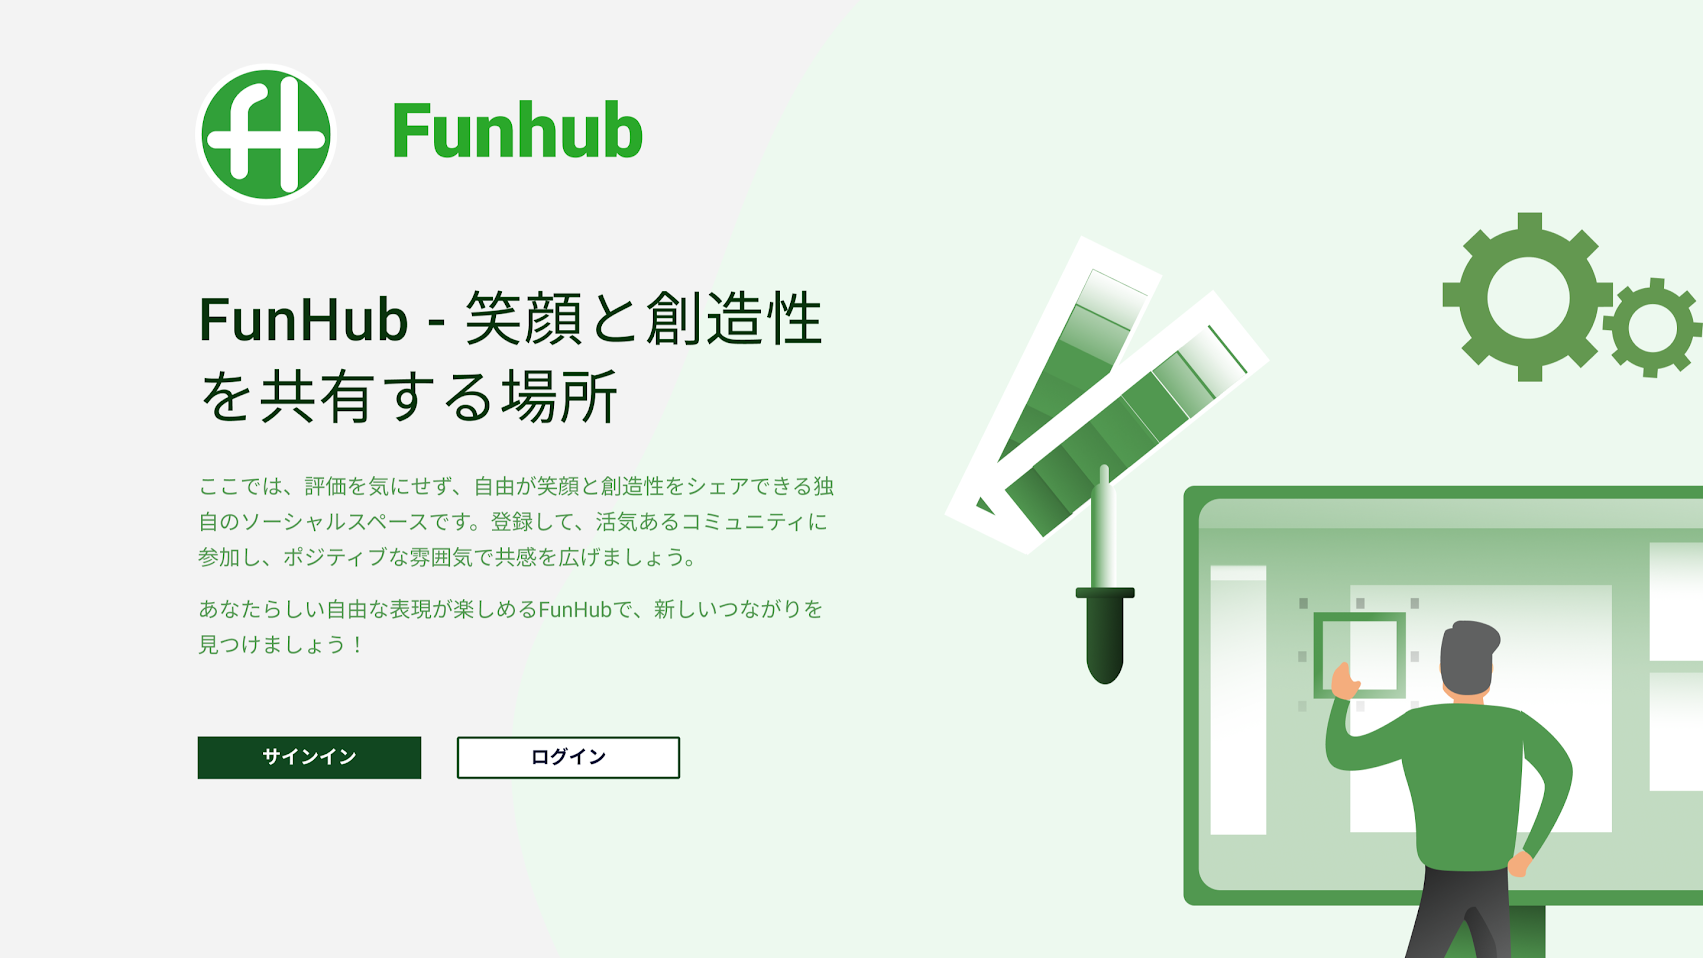 fH
Funhub
FunHub - 笑顔と創造性
を共有する場所
ここでは、評価を気にせず、自由が笑顔と創造性をシェアできる独
自のソーシャルスペースです。登録して、活気あるコミュニティに
参加し、ポジティブな雰囲気で共感を広げましょう。
あなたらしい自由な表現が楽しめるFunHubで、新しいつながりを
見つけましょう！
サインイン
ログイン